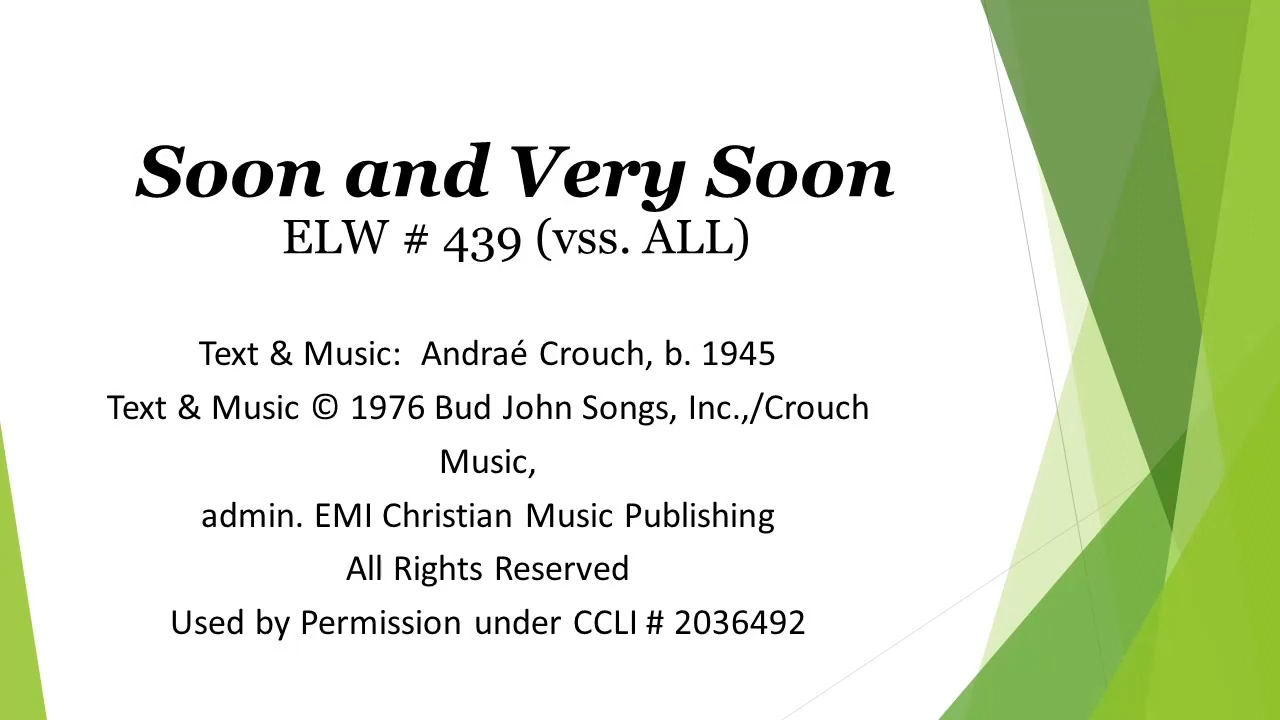 Soon and Very Soon
ELW # 439 (vss. ALL)
Text & Music:  Andraé Crouch, b. 1945
Text & Music © 1976 Bud John Songs, Inc.,/Crouch
Music,
admin. EMI Christian Music Publishing
All Rights Reserved
Used by Permission under CCLI # 2036492